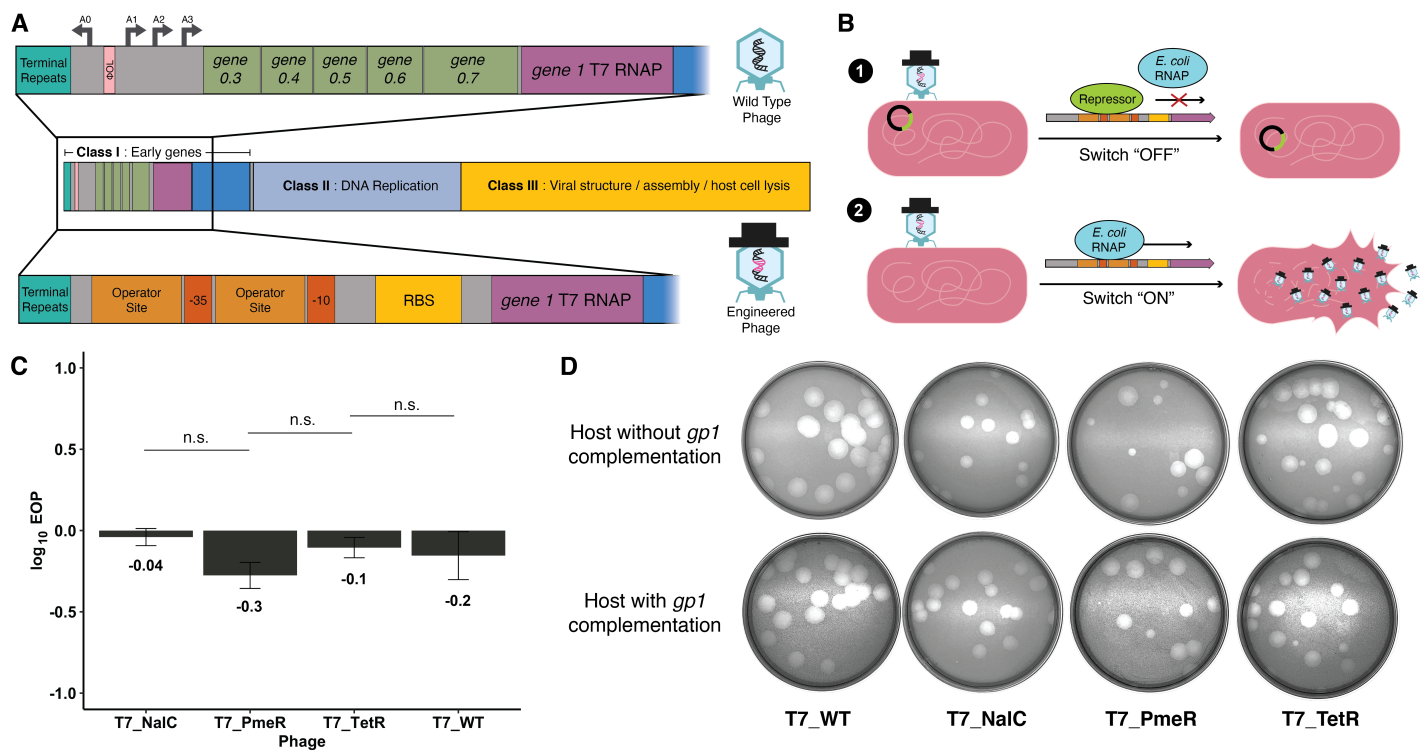 A
A0
A1
A2
A3
Terminal
Repeats
ΦOL
gene
0.3
gene
0.4
gene
0.5
gene
0.6
gene
0.7
gene 1 T7 RNAP
Wild Type
Phage
Class I : Early genes
Class II : DNA Replication
Class III : Viral structure / assembly / host cell lysis
Terminal
Repeats
Operator
Site
-35
Operator
Site
-10
RBS
gene 1 T7 RNAP
Engineered
Phage
B
1
Repressor
E. coli
RNAP
Switch “OFF”
2
E. coli
RNAP
Switch “ON”
C
1.0
0.5
0.0
-0.5
-1.0
log10 EOP
n.s.
n.s.
n.s.
-0.04
-0.3
-0.1
-0.2
T7_NalC
T7_PmeR
T7_TetR
T7_WT
Phage
D
Host without gp1
complementation
Host with gp1
complementation
T7_WT
T7_NalC
T7_PmeR
T7_TetR